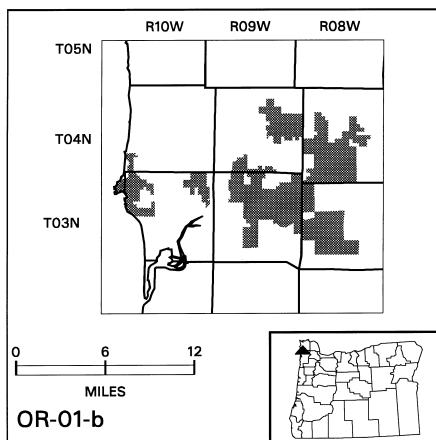 R10W R09W R08W
T05N
T04N
T03N
0 6 12
MILES
OR-01-b